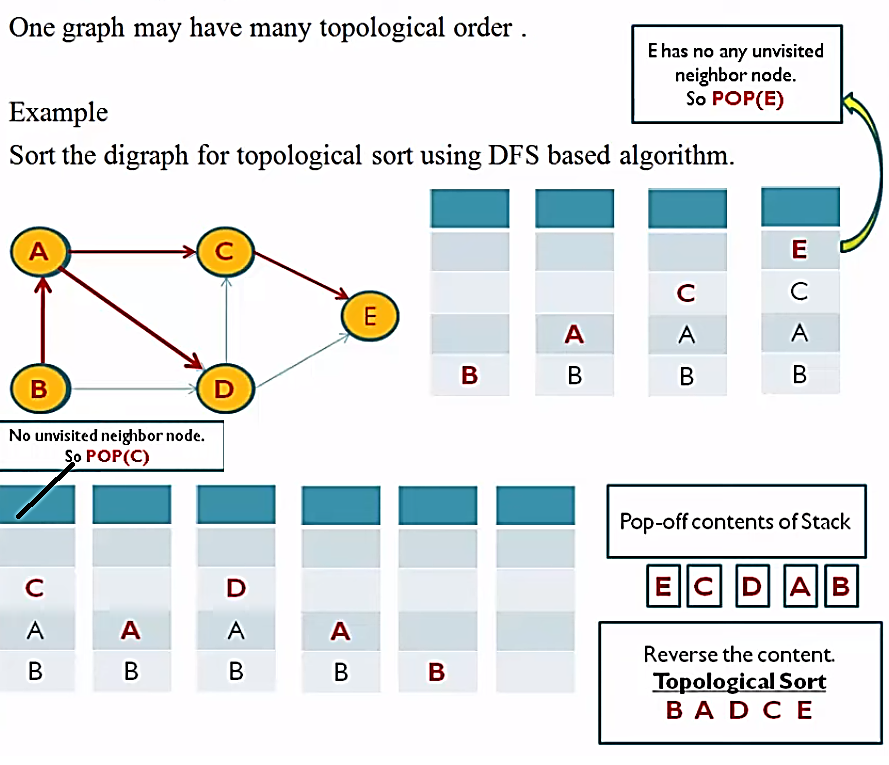 One graph may have many topological order .
E has no any unvisited
neighbor node.
So POP(E)
Example
Sort the digraph for topological sort using DFS based algorithm.
A C
E
B D
E
C C
A A A
B B B B
No unvisited neighbor node.
So POP(C)
C D
A A A A
B B B B B
Pop-off contents of Stack
E C D A B
Reverse the content.
Topological Sort
B A D C E